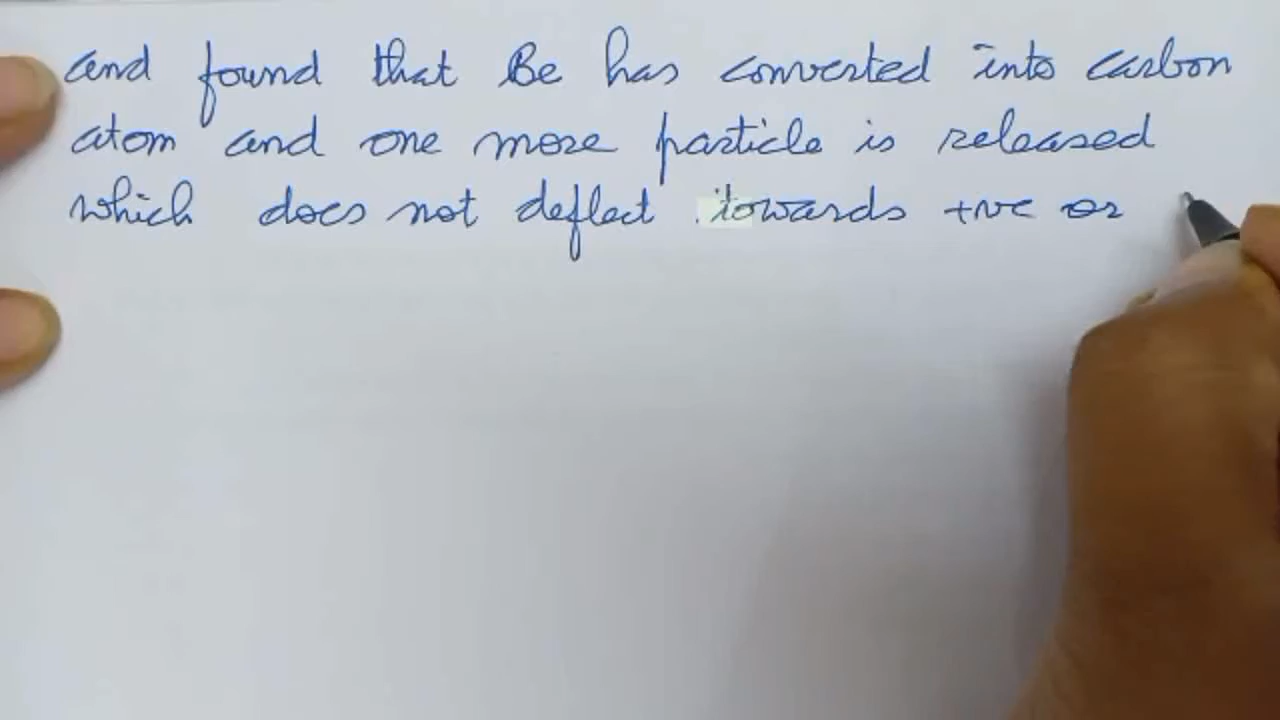 and found that Be has converted into carbon
atom and one more particle is released
which does not deflect towards +ve or